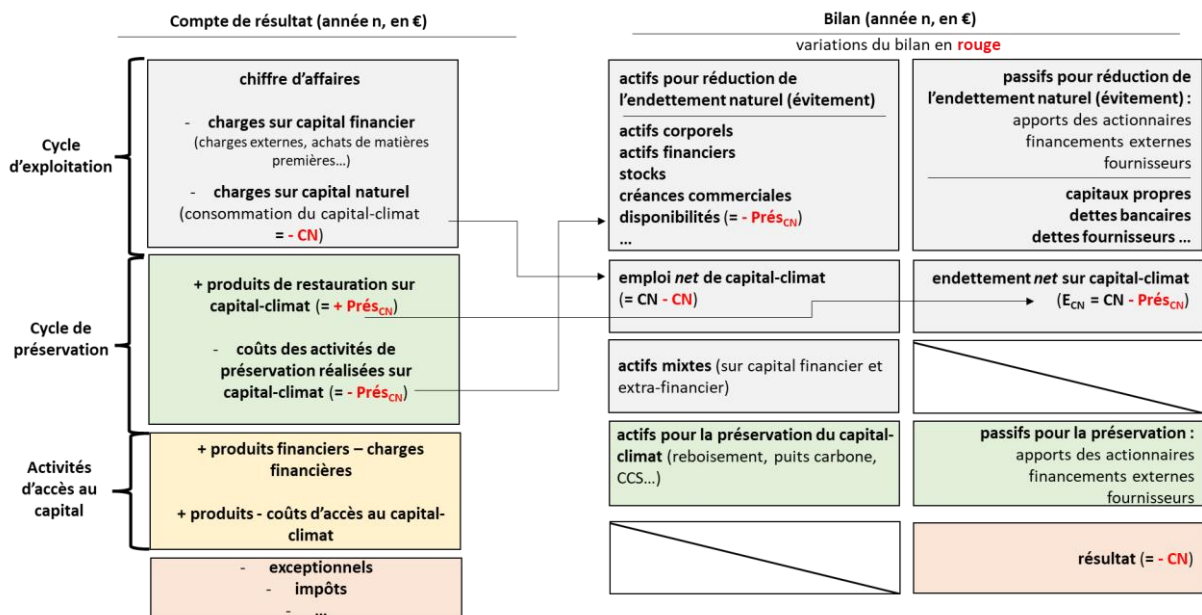 Compte de résultat (année n, en €)
Cycle
d'exploitation
chiffre d'affaires
- charges sur capital financier
(charges externes, achats de matières
premières…)
- charges sur capital naturel
(consommation du capital-climat
= - CN)
Cycle de
préservation
+ produits de restauration sur
capital-climat (= + PrésCN)
- coûts des activités de
préservation réalisées sur
capital-climat (= - PrésCN)
Activités
d'accès au
capital
+ produits financiers – charges
financières
+ produits - coûts d'accès au capital-
climat
- exceptionnels
- impôts
- ...
Bilan (année n, en €)
variations du bilan en rouge
actifs pour réduction de
l'endettement naturel (évitement)
actifs corporels
actifs financiers
stocks
créances commerciales
disponibilités (= - PrésCN)
...
passifs pour réduction de
l'endettement naturel (évitement) :
apports des actionnaires
financements externes
fournisseurs
capitaux propres
dettes bancaires
dettes fournisseurs ...
emploi net de capital-climat
(= CN - CN)
endettement net sur capital-climat
(ECN = CN - PrésCN)
actifs mixtes (sur capital financier et
extra-financier)
actifs pour la préservation du capital-
climat (reboisement, puits carbone,
CCS…)
passifs pour la préservation :
apports des actionnaires
financements externes
fournisseurs
résultat (= - CN)